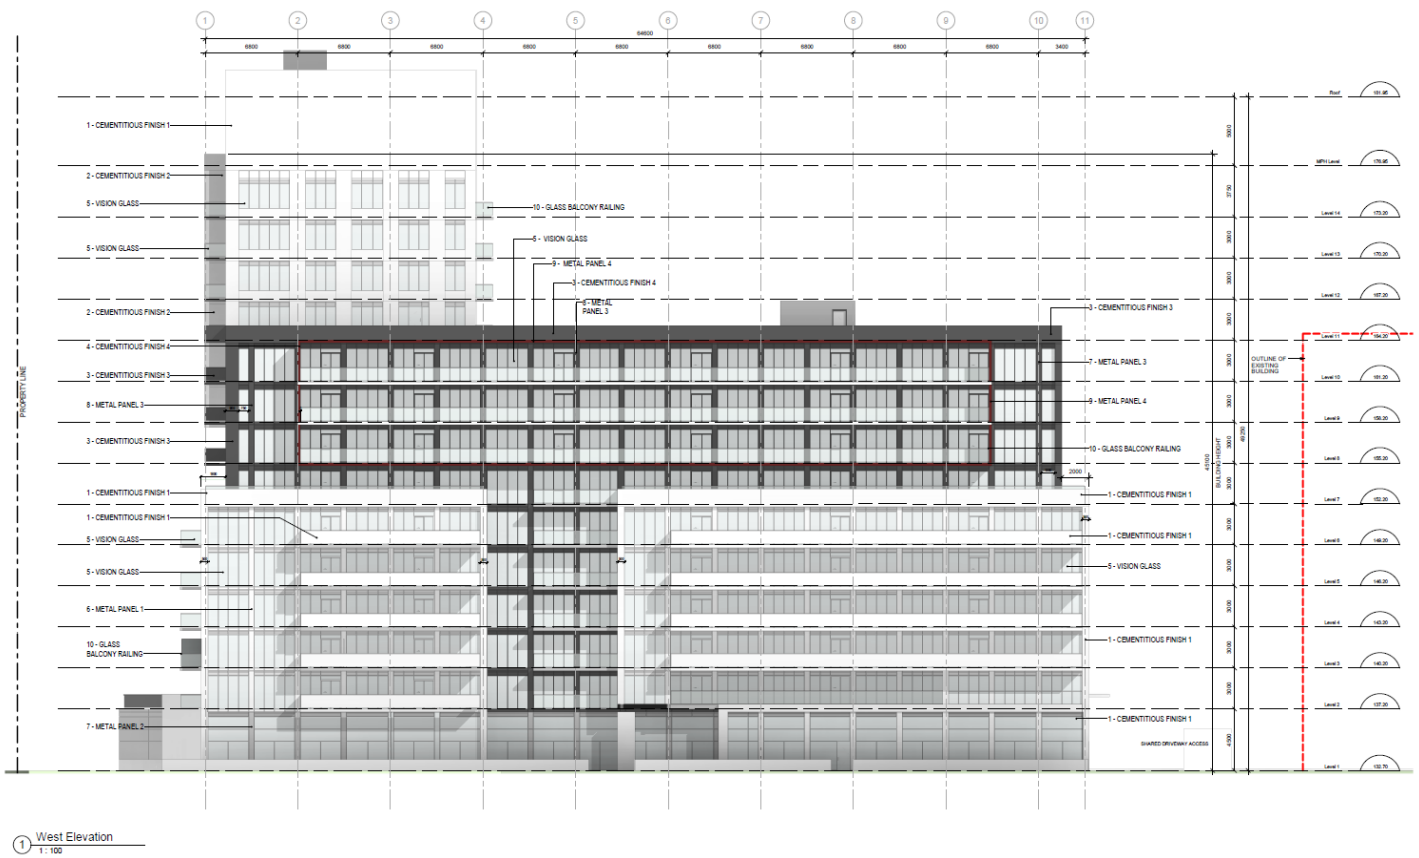 1 2 3 4 5 6 7 8 9 10 11
64600
6800 6800 6800 6800 6800 6800 6800 6800 6800 3400
Roof 181.95
1 - CEMENTITIOUS FINISH 1
5000
MPH Level 176.95
2 - CEMENTITIOUS FINISH 2
3750
5 - VISION GLASS
10 - GLASS BALCONY RAILING
Level 14 173.20
5 - VISION GLASS
5 - VISION GLASS
3000
Level 13 170.20
9 - METAL PANEL 4
3 - CEMENTITIOUS FINISH 4
3000
Level 12 167.20
8 - METAL
PANEL 3
2 - CEMENTITIOUS FINISH 2
3 - CEMENTITIOUS FINISH 3
3000
Level 11 164.20
4 - CEMENTITIOUS FINISH 4
OUTLINE OF
EXISTING
BUILDING
7 - METAL PANEL 3
3000
3 - CEMENTITIOUS FINISH 3
Level 10 161.20
PROPERTY LINE
8 - METAL PANEL 3
9 - METAL PANEL 4
3000
Level 9 158.20
49250
3 - CEMENTITIOUS FINISH 3
10 - GLASS BALCONY RAILING
3000
BUILDING HEIGHT
Level 8 155.20
2000
3000
1 - CEMENTITIOUS FINISH 1
1 - CEMENTITIOUS FINISH 1
Level 7 152.20
1 - CEMENTITIOUS FINISH 1
3000
5 - VISION GLASS
1 - CEMENTITIOUS FINISH 1
Level 6 149.20
5 - VISION GLASS
5 - VISION GLASS
3000
Level 5 146.20
6 - METAL PANEL 1
3000
Level 4 143.20
10 - GLASS
BALCONY RAILING
1 - CEMENTITIOUS FINISH 1
3000
Level 3 140.20
3000
Level 2 137.20
7 - METAL PANEL 2
1 - CEMENTITIOUS FINISH 1
4500
SHARED DRIVEWAY ACCESS
Level 1 132.70
1 West Elevation
1 : 100